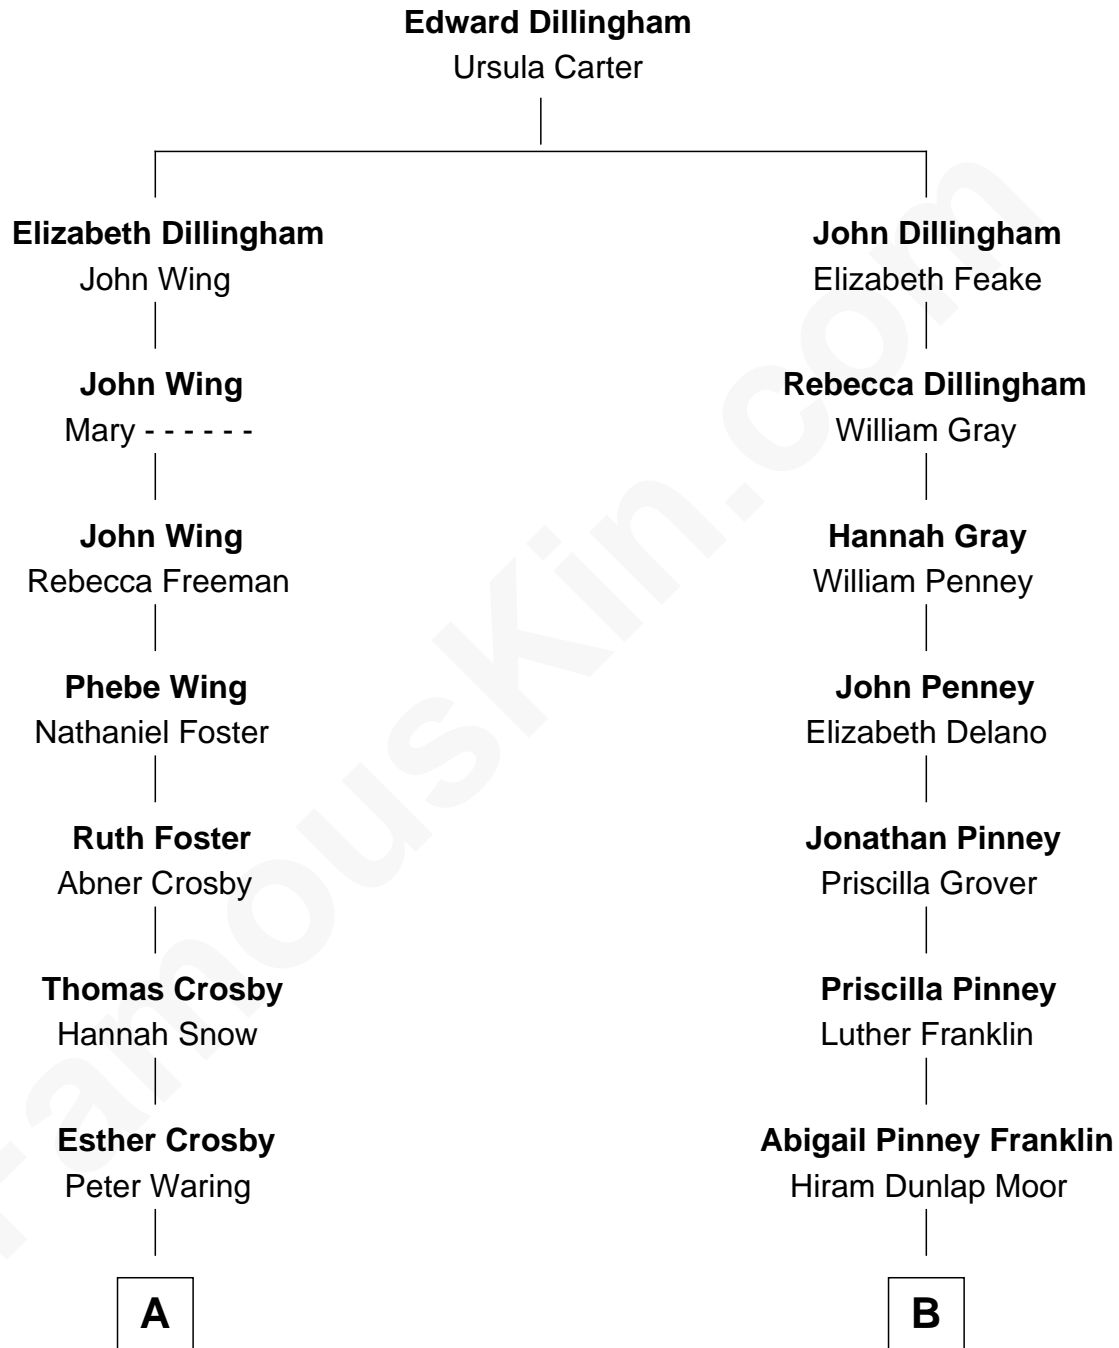 Edward Dillingham
Ursula Carter
Elizabeth Dillingham
John Wing
John Dillingham
Elizabeth Feake
John Wing
Mary - - - - - -
Rebecca Dillingham
William Gray
John Wing
Rebecca Freeman
Hannah Gray
William Penney
Phebe Wing
Nathaniel Foster
John Penney
Elizabeth Delano
Ruth Foster
Abner Crosby
Jonathan Pinney
Priscilla Grover
Thomas Crosby
Hannah Snow
Priscilla Pinney
Luther Franklin
Esther Crosby
Peter Waring
Abigail Pinney Franklin
Hiram Dunlap Moor
A
B
FamousKin.com